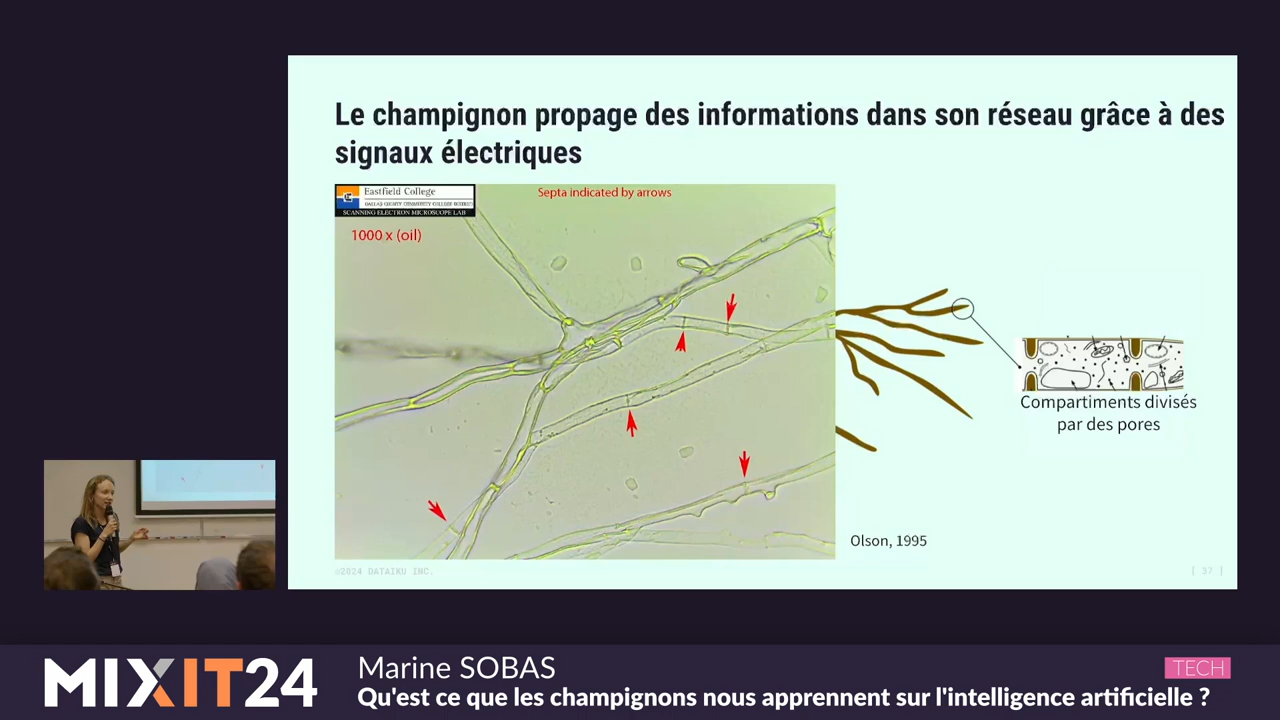 Le champignon propage des informations dans son réseau grâce à des
signaux électriques
Eastfield College
DALLAS COUNTY COMMUNITY COLLEGE DISTRICT
SCANNING ELECTRON MICROSCOPE LAB
Septa indicated by arrows
1000 x (oil)
Compartiments divisés
par des pores
Olson, 1995
©2024 DATAIKU INC.
| 37 |
MIXIT24
Marine SOBAS
TECH
Qu'est ce que les champignons nous apprennent sur l'intelligence artificielle ?